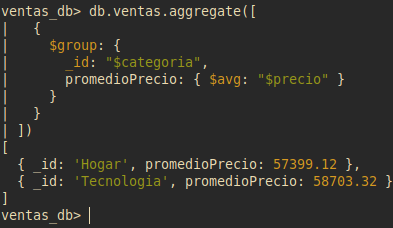 ventas_db> db.ventas.aggregate([
|   {
|     $group: {
|       _id: "$categoria",
|       promedioPrecio: { $avg: "$precio" }
|     }
|   }
| ])
[
  { _id: 'Hogar', promedioPrecio: 57399.12 },
  { _id: 'Tecnologia', promedioPrecio: 58703.32 }
]
ventas_db>